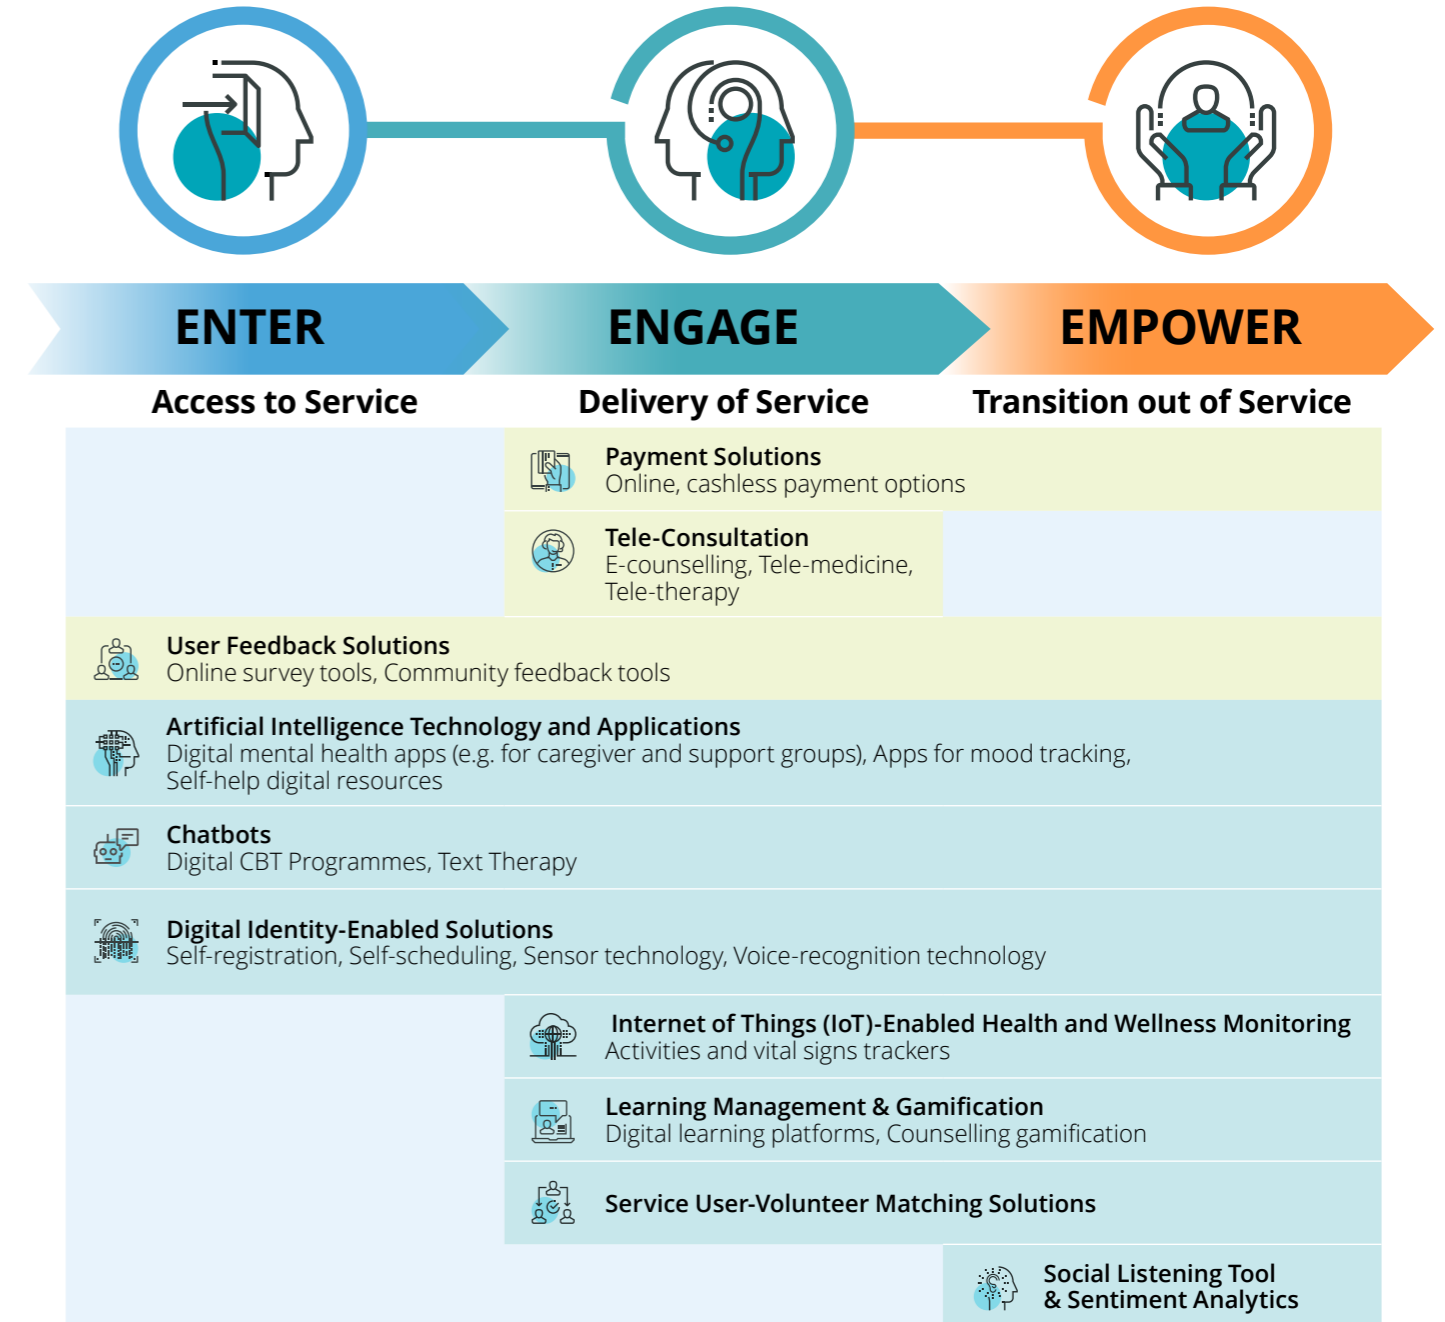 ENTER
ENGAGE
EMPOWER
Access to Service
Delivery of Service
Transition out of Service
Payment Solutions
Online, cashless payment options
Tele-Consultation
E-counselling, Tele-medicine,
Tele-therapy
User Feedback Solutions
Online survey tools, Community feedback tools
Artificial Intelligence Technology and Applications
Digital mental health apps (e.g. for caregiver and support groups), Apps for mood tracking,
Self-help digital resources
Chatbots
Digital CBT Programmes, Text Therapy
Digital Identity-Enabled Solutions
Self-registration, Self-scheduling, Sensor technology, Voice-recognition technology
Internet of Things (IoT)-Enabled Health and Wellness Monitoring
Activities and vital signs trackers
Learning Management & Gamification
Digital learning platforms, Counselling gamification
Service User-Volunteer Matching Solutions
Social Listening Tool
& Sentiment Analytics